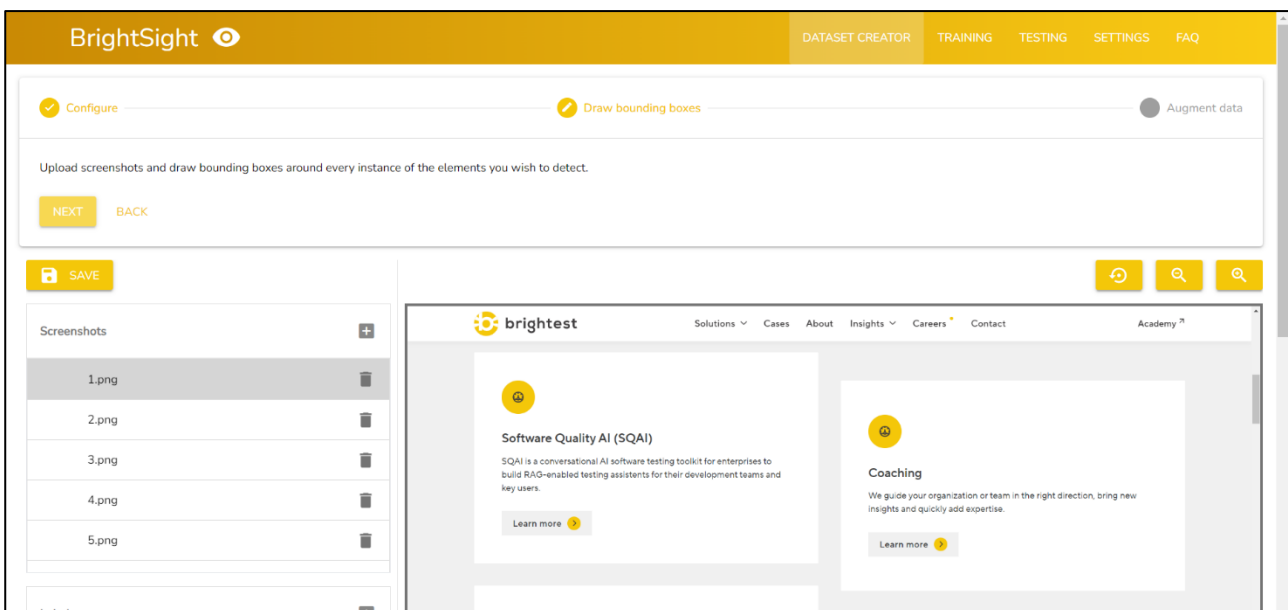 BrightSight
DATASET CREATOR TRAINING TESTING SETTINGS FAQ
Configure
Draw bounding boxes
Augment data
Upload screenshots and draw bounding boxes around every instance of the elements you wish to detect.
NEXT BACK
SAVE
Screenshots
1.png
2.png
3.png
4.png
5.png
brightest
Solutions Cases About Insights Careers Contact Academy
Software Quality AI (SQAI)
SQAI is a conversational AI software testing toolkit for enterprises to
build RAG-enabled testing assistents for their development teams and
key users.
Learn more
Coaching
We guide your organization or team in the right direction, bring new
insights and quickly add expertise.
Learn more